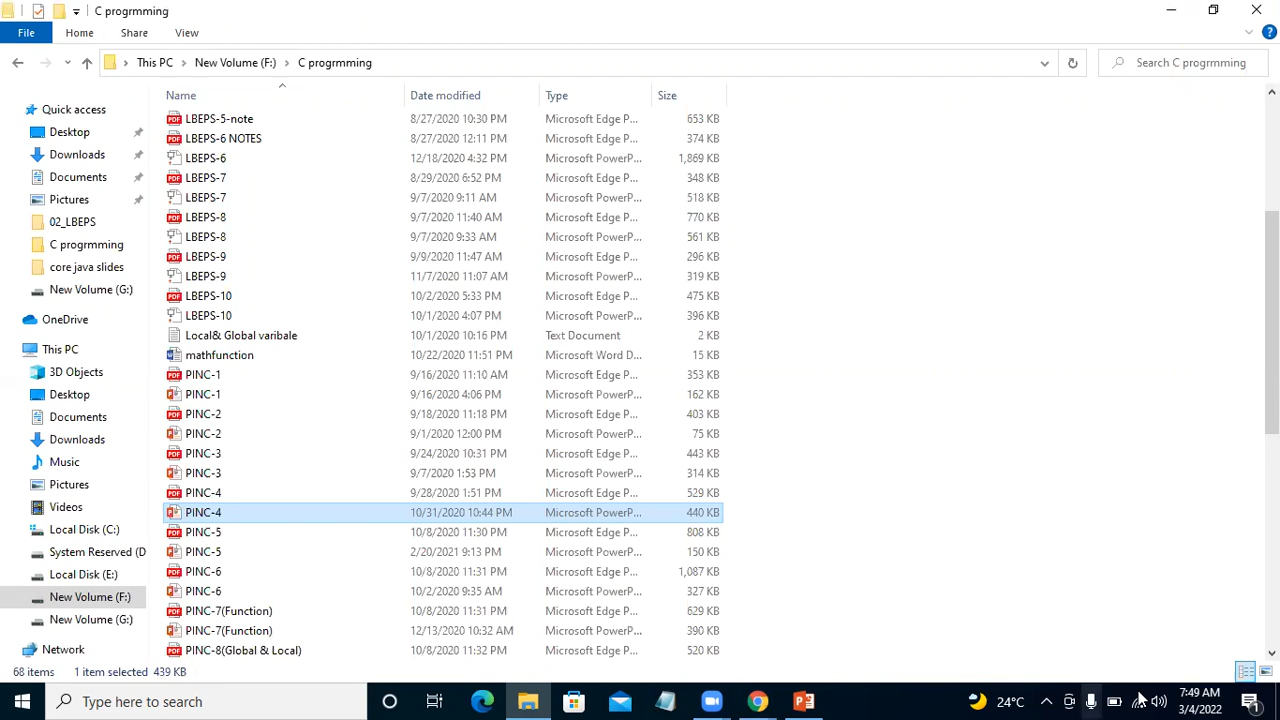 C progrmming
File Home Share View
This PC New Volume (F:) C progrmming Search C progrmming
Name Date modified Type Size
Quick access
Desktop
Downloads
Documents
Pictures
02_LBEPS
C progrmming
core java slides
New Volume (G:)
OneDrive
This PC
3D Objects
Desktop
Documents
Downloads
Music
Pictures
Videos
Local Disk (C:)
System Reserved (D
Local Disk (E:)
New Volume (F:)
New Volume (G:)
Network
LBEPS-5-note 8/27/2020 10:30 PM Microsoft Edge P... 653 KB
LBEPS-6 NOTES 8/27/2020 12:11 PM Microsoft Edge P... 374 KB
LBEPS-6 12/18/2020 4:32 PM Microsoft PowerP... 1,869 KB
LBEPS-7 8/29/2020 6:52 PM Microsoft Edge P... 348 KB
LBEPS-7 9/7/2020 9:11 AM Microsoft PowerP... 518 KB
LBEPS-8 9/7/2020 11:40 AM Microsoft Edge P... 770 KB
LBEPS-8 9/7/2020 9:33 AM Microsoft PowerP... 561 KB
LBEPS-9 9/9/2020 11:47 AM Microsoft Edge P... 296 KB
LBEPS-9 11/7/2020 11:07 AM Microsoft PowerP... 319 KB
LBEPS-10 10/2/2020 5:33 PM Microsoft Edge P... 475 KB
LBEPS-10 10/1/2020 4:07 PM Microsoft PowerP... 396 KB
Local& Global varibale 10/1/2020 10:16 PM Text Document 2 KB
mathfunction 10/22/2020 11:51 PM Microsoft Word D... 15 KB
PINC-1 9/16/2020 11:10 AM Microsoft Edge P... 353 KB
PINC-1 9/16/2020 4:06 PM Microsoft PowerP... 162 KB
PINC-2 9/18/2020 11:18 PM Microsoft Edge P... 403 KB
PINC-2 9/1/2020 12:00 PM Microsoft PowerP... 75 KB
PINC-3 9/24/2020 10:31 PM Microsoft Edge P... 443 KB
PINC-3 9/7/2020 1:53 PM Microsoft PowerP... 314 KB
PINC-4 9/28/2020 1:51 PM Microsoft Edge P... 529 KB
PINC-4 10/31/2020 10:44 PM Microsoft PowerP... 440 KB
PINC-5 10/8/2020 11:30 PM Microsoft Edge P... 808 KB
PINC-5 2/20/2021 9:13 PM Microsoft PowerP... 150 KB
PINC-6 10/8/2020 11:31 PM Microsoft Edge P... 1,087 KB
PINC-6 10/2/2020 9:35 AM Microsoft PowerP... 327 KB
PINC-7(Function) 10/8/2020 11:31 PM Microsoft Edge P... 629 KB
PINC-7(Function) 12/13/2020 10:32 AM Microsoft PowerP... 390 KB
PINC-8(Global & Local) 10/8/2020 11:32 PM Microsoft Edge P... 520 KB
68 items 1 item selected 439 KB
Type here to search 24°C 7:49 AM
3/4/2022